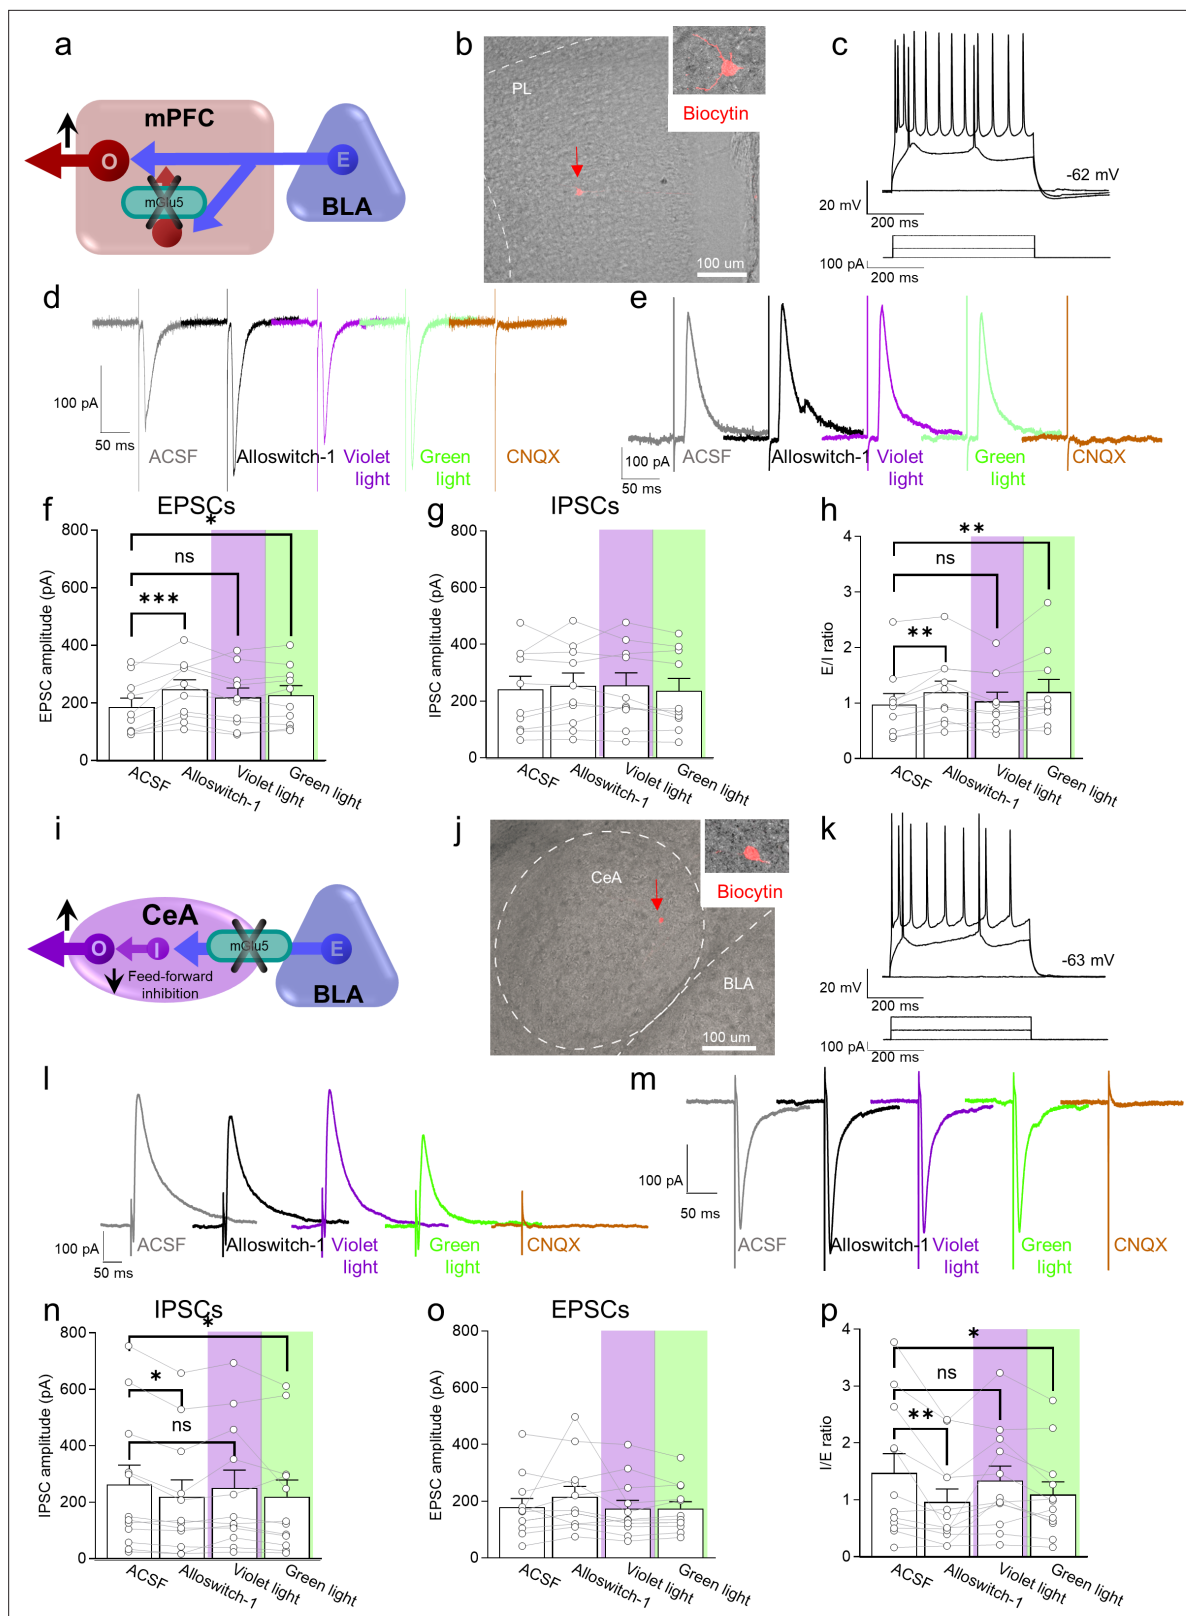 a
mPFC
O
E
mGlu5
BLA
b
PL
Biocytin
100 um
c
-62 mV
20 mV
200 ms
100 pA
200 ms
d
100 pA
50 ms
ACSF
Alloswitch-1
Violet
light
Green
light
CNQX
e
100 pA
50 ms
ACSF
Alloswitch-1
Violet
light
Green
light
CNQX
f
EPSCs
EPSC amplitude (pA)
800
600
400
200
0
*
ns
***
ACSF
Alloswitch-1
Violet light
Green light
g
IPSCs
IPSC amplitude (pA)
800
600
400
200
0
ACSF
Alloswitch-1
Violet light
Green light
h
E/I ratio
4
3
2
1
0
**
ns
**
ACSF
Alloswitch-1
Violet light
Green light
i
CeA
O
I
mGlu5
E
Feed-forward
inhibition
BLA
j
CeA
Biocytin
BLA
100 um
k
-63 mV
20 mV
200 ms
100 pA
200 ms
l
100 pA
50 ms
ACSF
Alloswitch-1
Violet
light
Green
light
CNQX
m
100 pA
50 ms
ACSF
Alloswitch-1
Violet
light
Green
light
CNQX
n
IPSCs
IPSC amplitude (pA)
800
600
400
200
0
*
*
ns
ACSF
Alloswitch-1
Violet light
Green light
o
EPSCs
EPSC amplitude (pA)
800
600
400
200
0
ACSF
Alloswitch-1
Violet light
Green light
p
I/E ratio
4
3
2
1
0
*
ns
**
ACSF
Alloswitch-1
Violet light
Green light